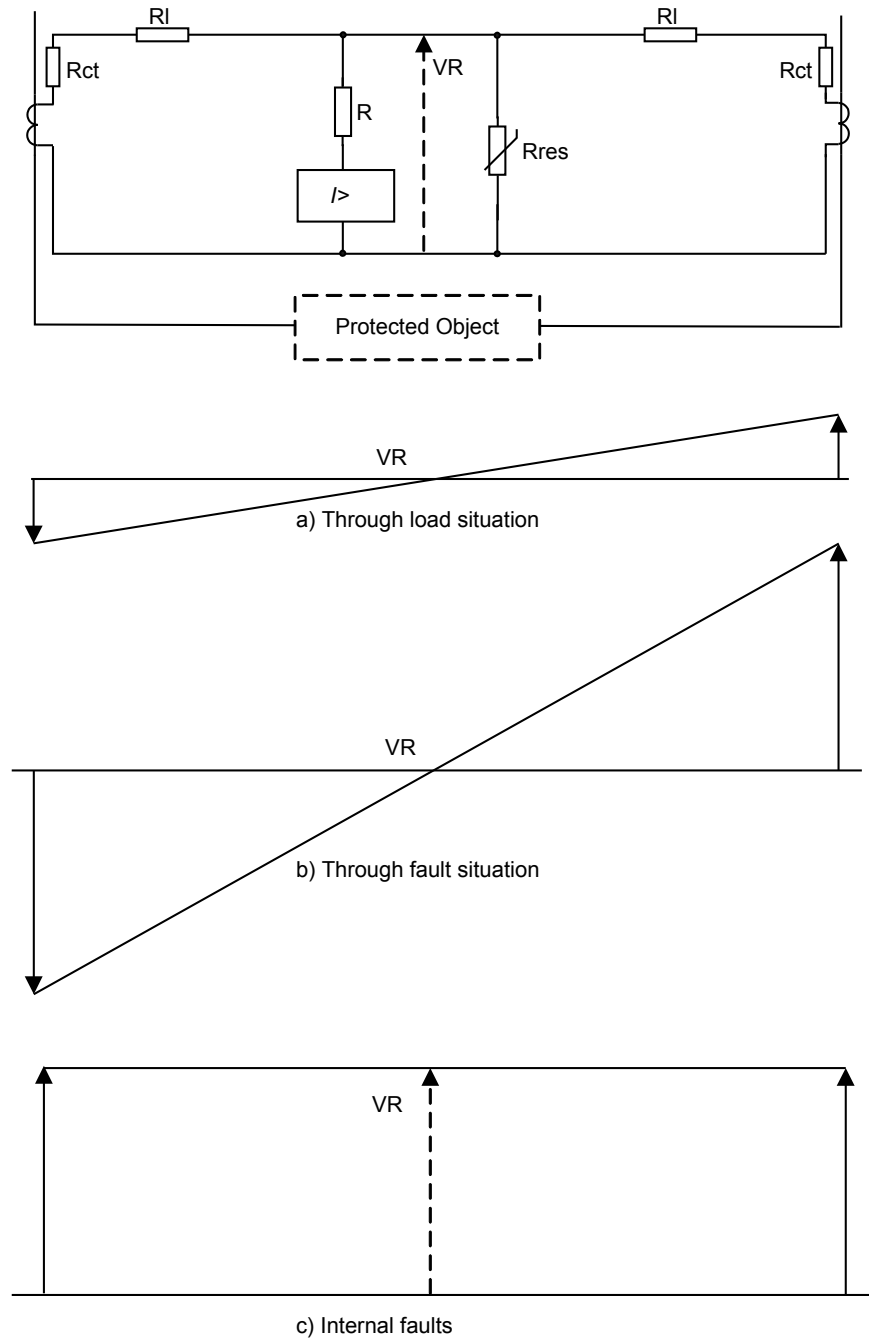 Rl
Rl
Rct
VR
Rct
R
Rres
I>
Protected Object
VR
a) Through load situation
VR
b) Through fault situation
VR
c) Internal faults